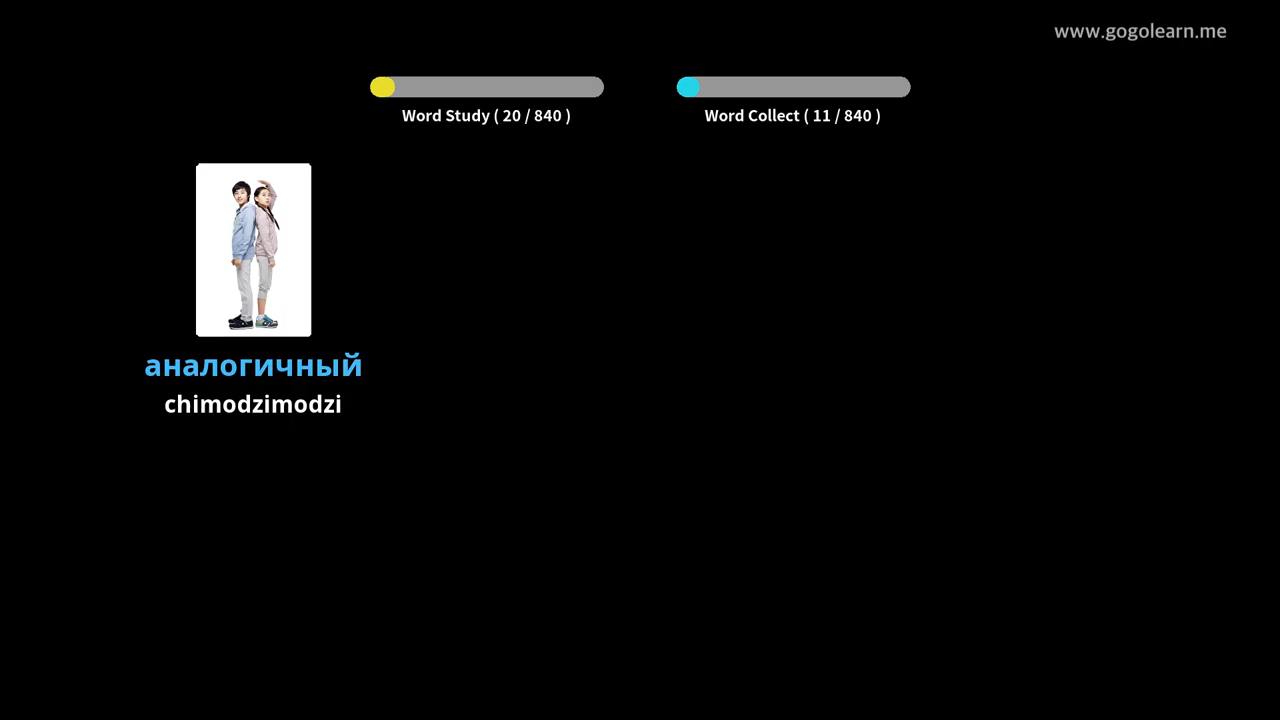 www.gogolearn.me
Word Study ( 20 / 840 )
Word Collect ( 11 / 840 )
аналогичный
chimodzimodzi